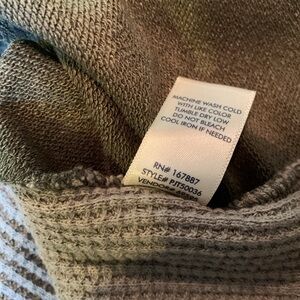 MACHINE WASH COLD
WITH LIKE COLOR
TUMBLE DRY LOW
DO NOT BLEACH
COOL IRON IF NEEDED
RN# 167887
STYLE# PJT50036